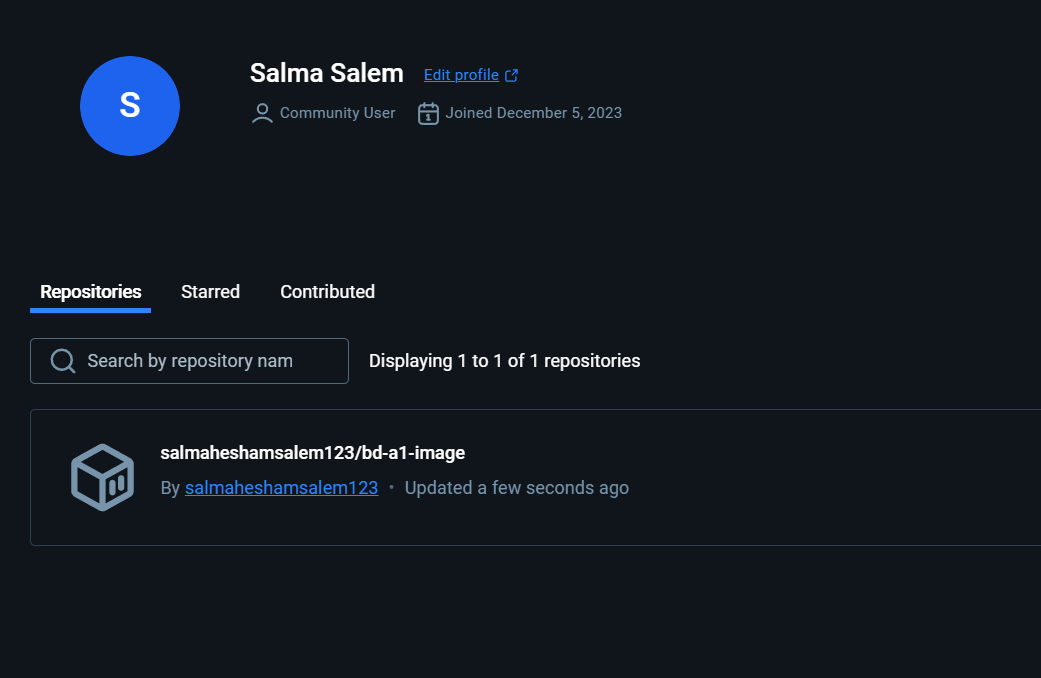 S
Salma Salem Edit profile
Community User 1 Joined December 5, 2023
Repositories Starred Contributed
Search by repository nam Displaying 1 to 1 of 1 repositories
salmaheshamsalem123/bd-a1-image
By salmaheshamsalem123 • Updated a few seconds ago